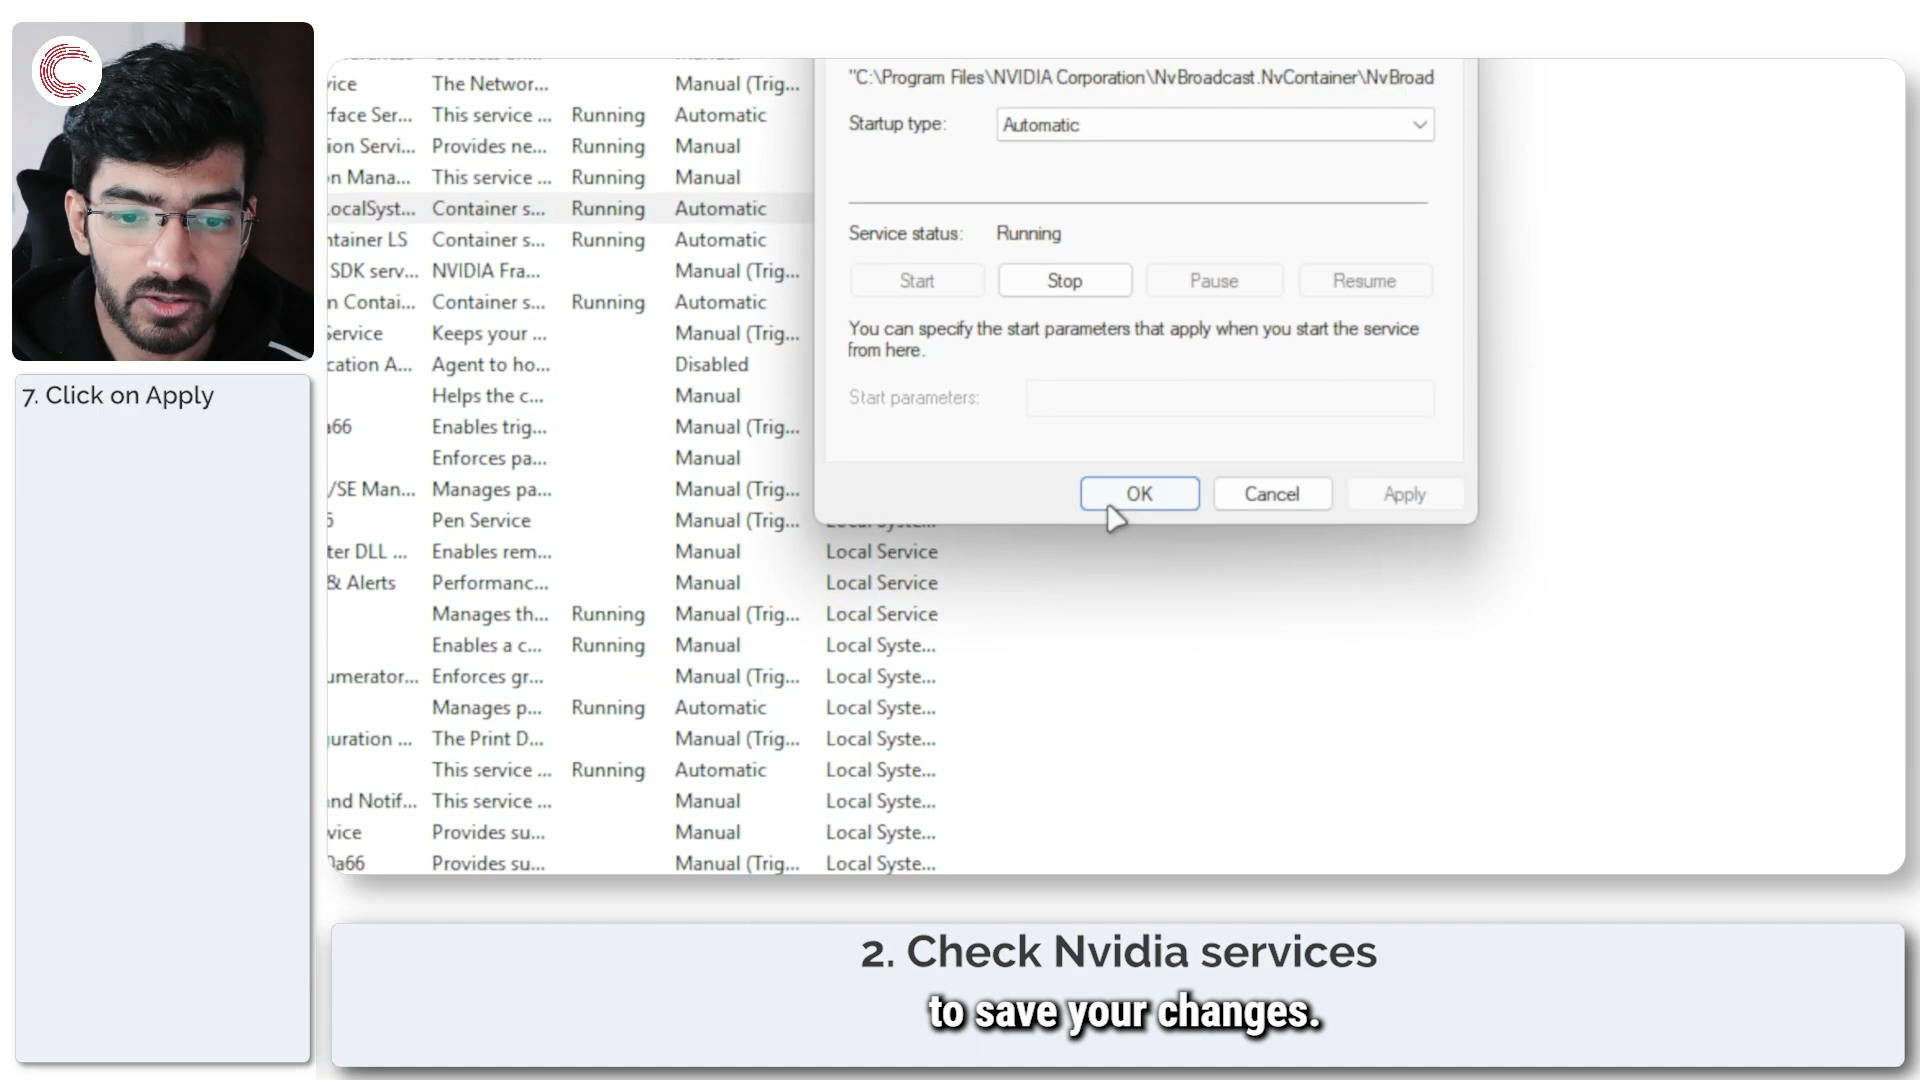 7. Click on Apply
vice The Networ... Manual (Trig...
rface Ser... This service ... Running Automatic
ion Servi... Provides ne... Running Manual
n Mana... This service ... Running Manual
LocalSyst... Container s... Running Automatic
ntainer LS Container s... Running Automatic
SDK serv... NVIDIA Fra... Manual (Trig...
n Contai... Container s... Running Automatic
Service Keeps your ... Manual (Trig...
cation A... Agent to ho... Disabled
Helps the c... Manual
a66 Enables trig... Manual (Trig...
Enforces pa... Manual
/SE Man... Manages pa... Manual (Trig...
Pen Service Manual (Trig...
ter DLL ... Enables rem... Manual Local Service
& Alerts Performanc... Manual Local Service
Manages th... Running Manual (Trig... Local Service
Enables a c... Running Manual Local Syste...
umerator... Enforces gr... Manual (Trig... Local Syste...
Manages p... Running Automatic Local Syste...
guration ... The Print D... Manual (Trig... Local Syste...
This service ... Running Automatic Local Syste...
and Notif... This service ... Manual Local Syste...
vice Provides su... Manual Local Syste...
0a66 Provides su... Manual (Trig... Local Syste...
"C:\Program Files\NVIDIA Corporation\NvBroadcast.NvContainer\NvBroad
Startup type: Automatic
Service status: Running
Start Stop Pause Resume
You can specify the start parameters that apply when you start the service
from here.
Start parameters:
OK Cancel Apply
2. Check Nvidia services
to save your changes.